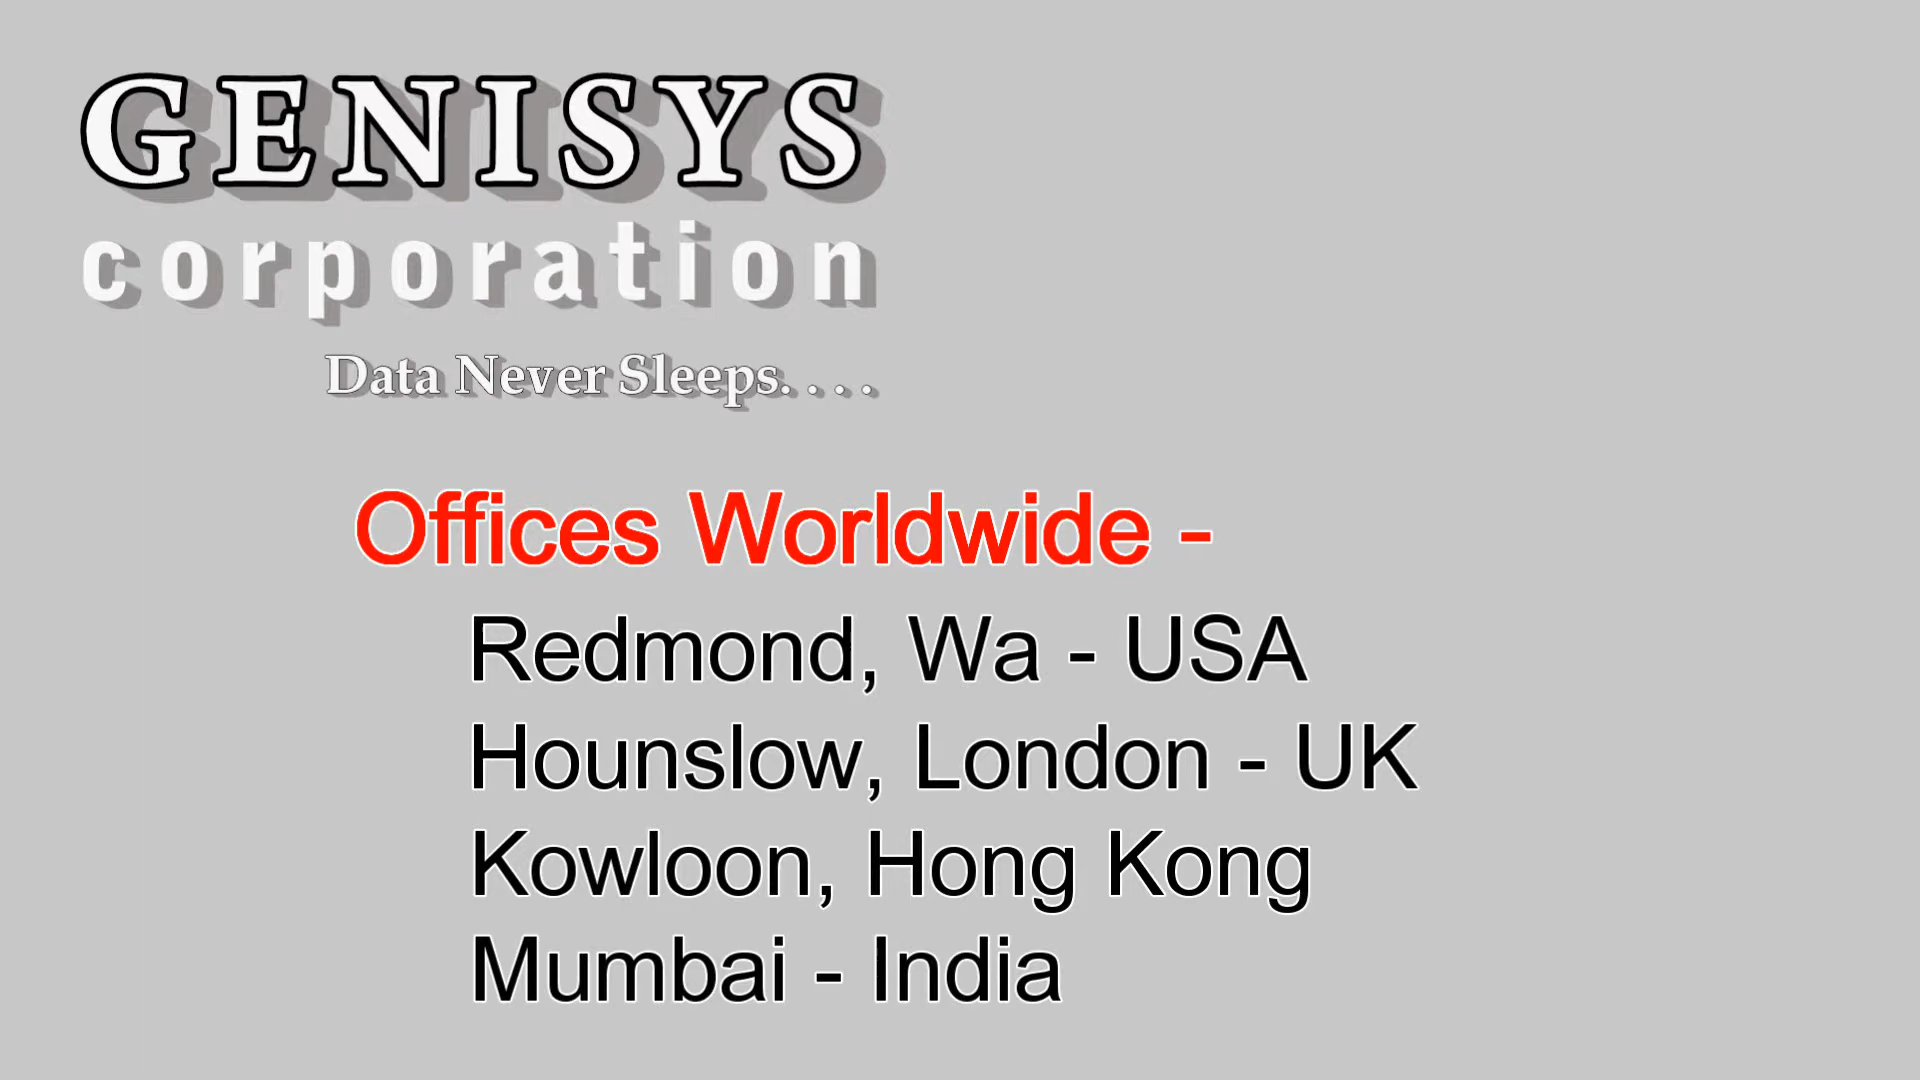 GENISYS
corporation
Data Never Sleeps. . . .
Offices Worldwide -
Redmond, Wa - USA
Hounslow, London - UK
Kowloon, Hong Kong
Mumbai - India